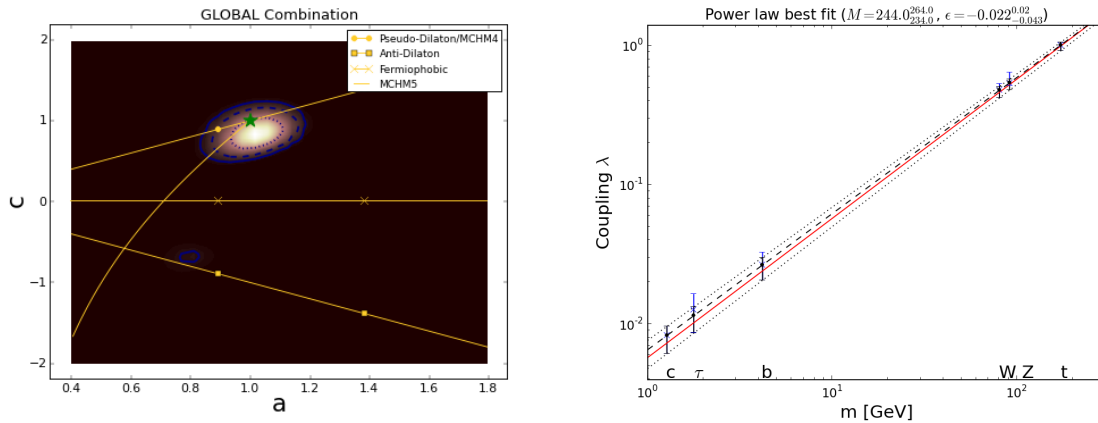 GLOBAL Combination
2
1
0
−1
−2
c
0.4
0.6
0.8
1.0
1.2
1.4
1.6
1.8
a
Pseudo-Dilaton/MCHM4
Anti-Dilaton
Fermiophobic
MCHM5
Power law best fit (M=244.0^{264.0}_{234.0}, ϵ=−0.022^{0.02}_{−0.043})
10^0
10^{-1}
10^{-2}
Coupling λ
c τ b W Z t
10^0
10^1
10^2
m [GeV]